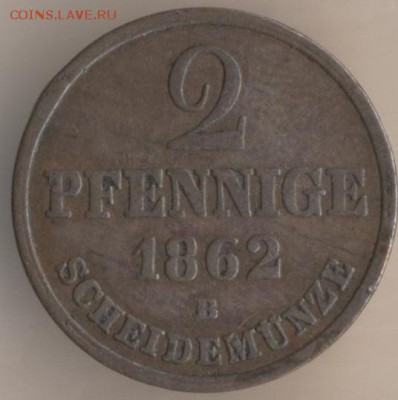 COINS.LAVE.RU
2
PFENNIGE
1862
B
SCHEIDEMÜNZE